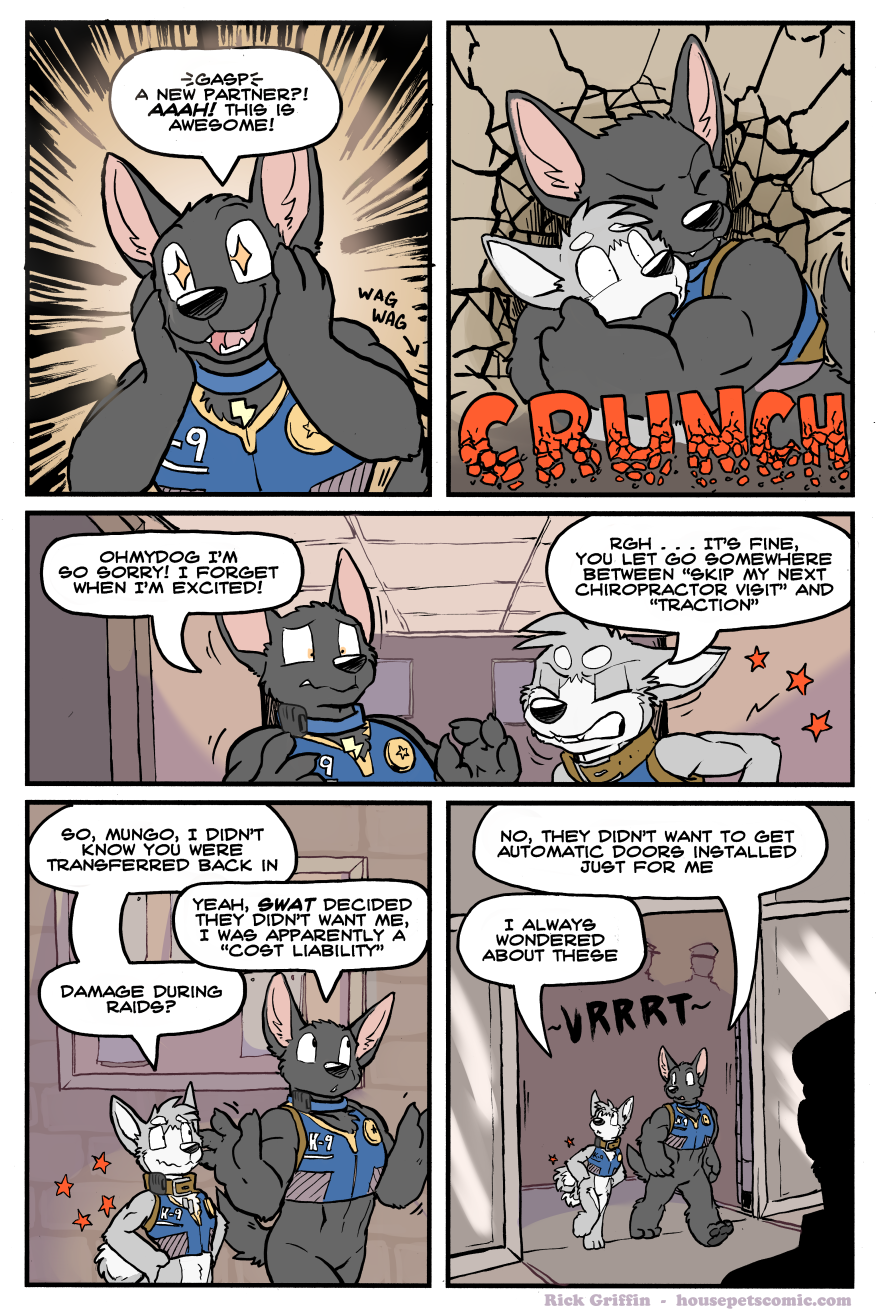 GASP
A NEW PARTNER?!
AAAH! THIS IS
AWESOME!
WAG
WAG
K-9
CRUNCH
OHMYDOG I'M
SO SORRY! I FORGET
WHEN I'M EXCITED!
RGH . . . IT'S FINE,
YOU LET GO SOMEWHERE
BETWEEN "SKIP MY NEXT
CHIROPRACTOR VISIT" AND
"TRACTION"
9
SO, MUNGO, I DIDN'T
KNOW YOU WERE
TRANSFERRED BACK IN
YEAH, SWAT DECIDED
THEY DIDN'T WANT ME,
I WAS APPARENTLY A
"COST LIABILITY"
DAMAGE DURING
RAIDS?
K-9
K-9
NO, THEY DIDN'T WANT TO GET
AUTOMATIC DOORS INSTALLED
JUST FOR ME
I ALWAYS
WONDERED
ABOUT THESE
~VRRRT~
Rick Griffin - housepetscomic.com